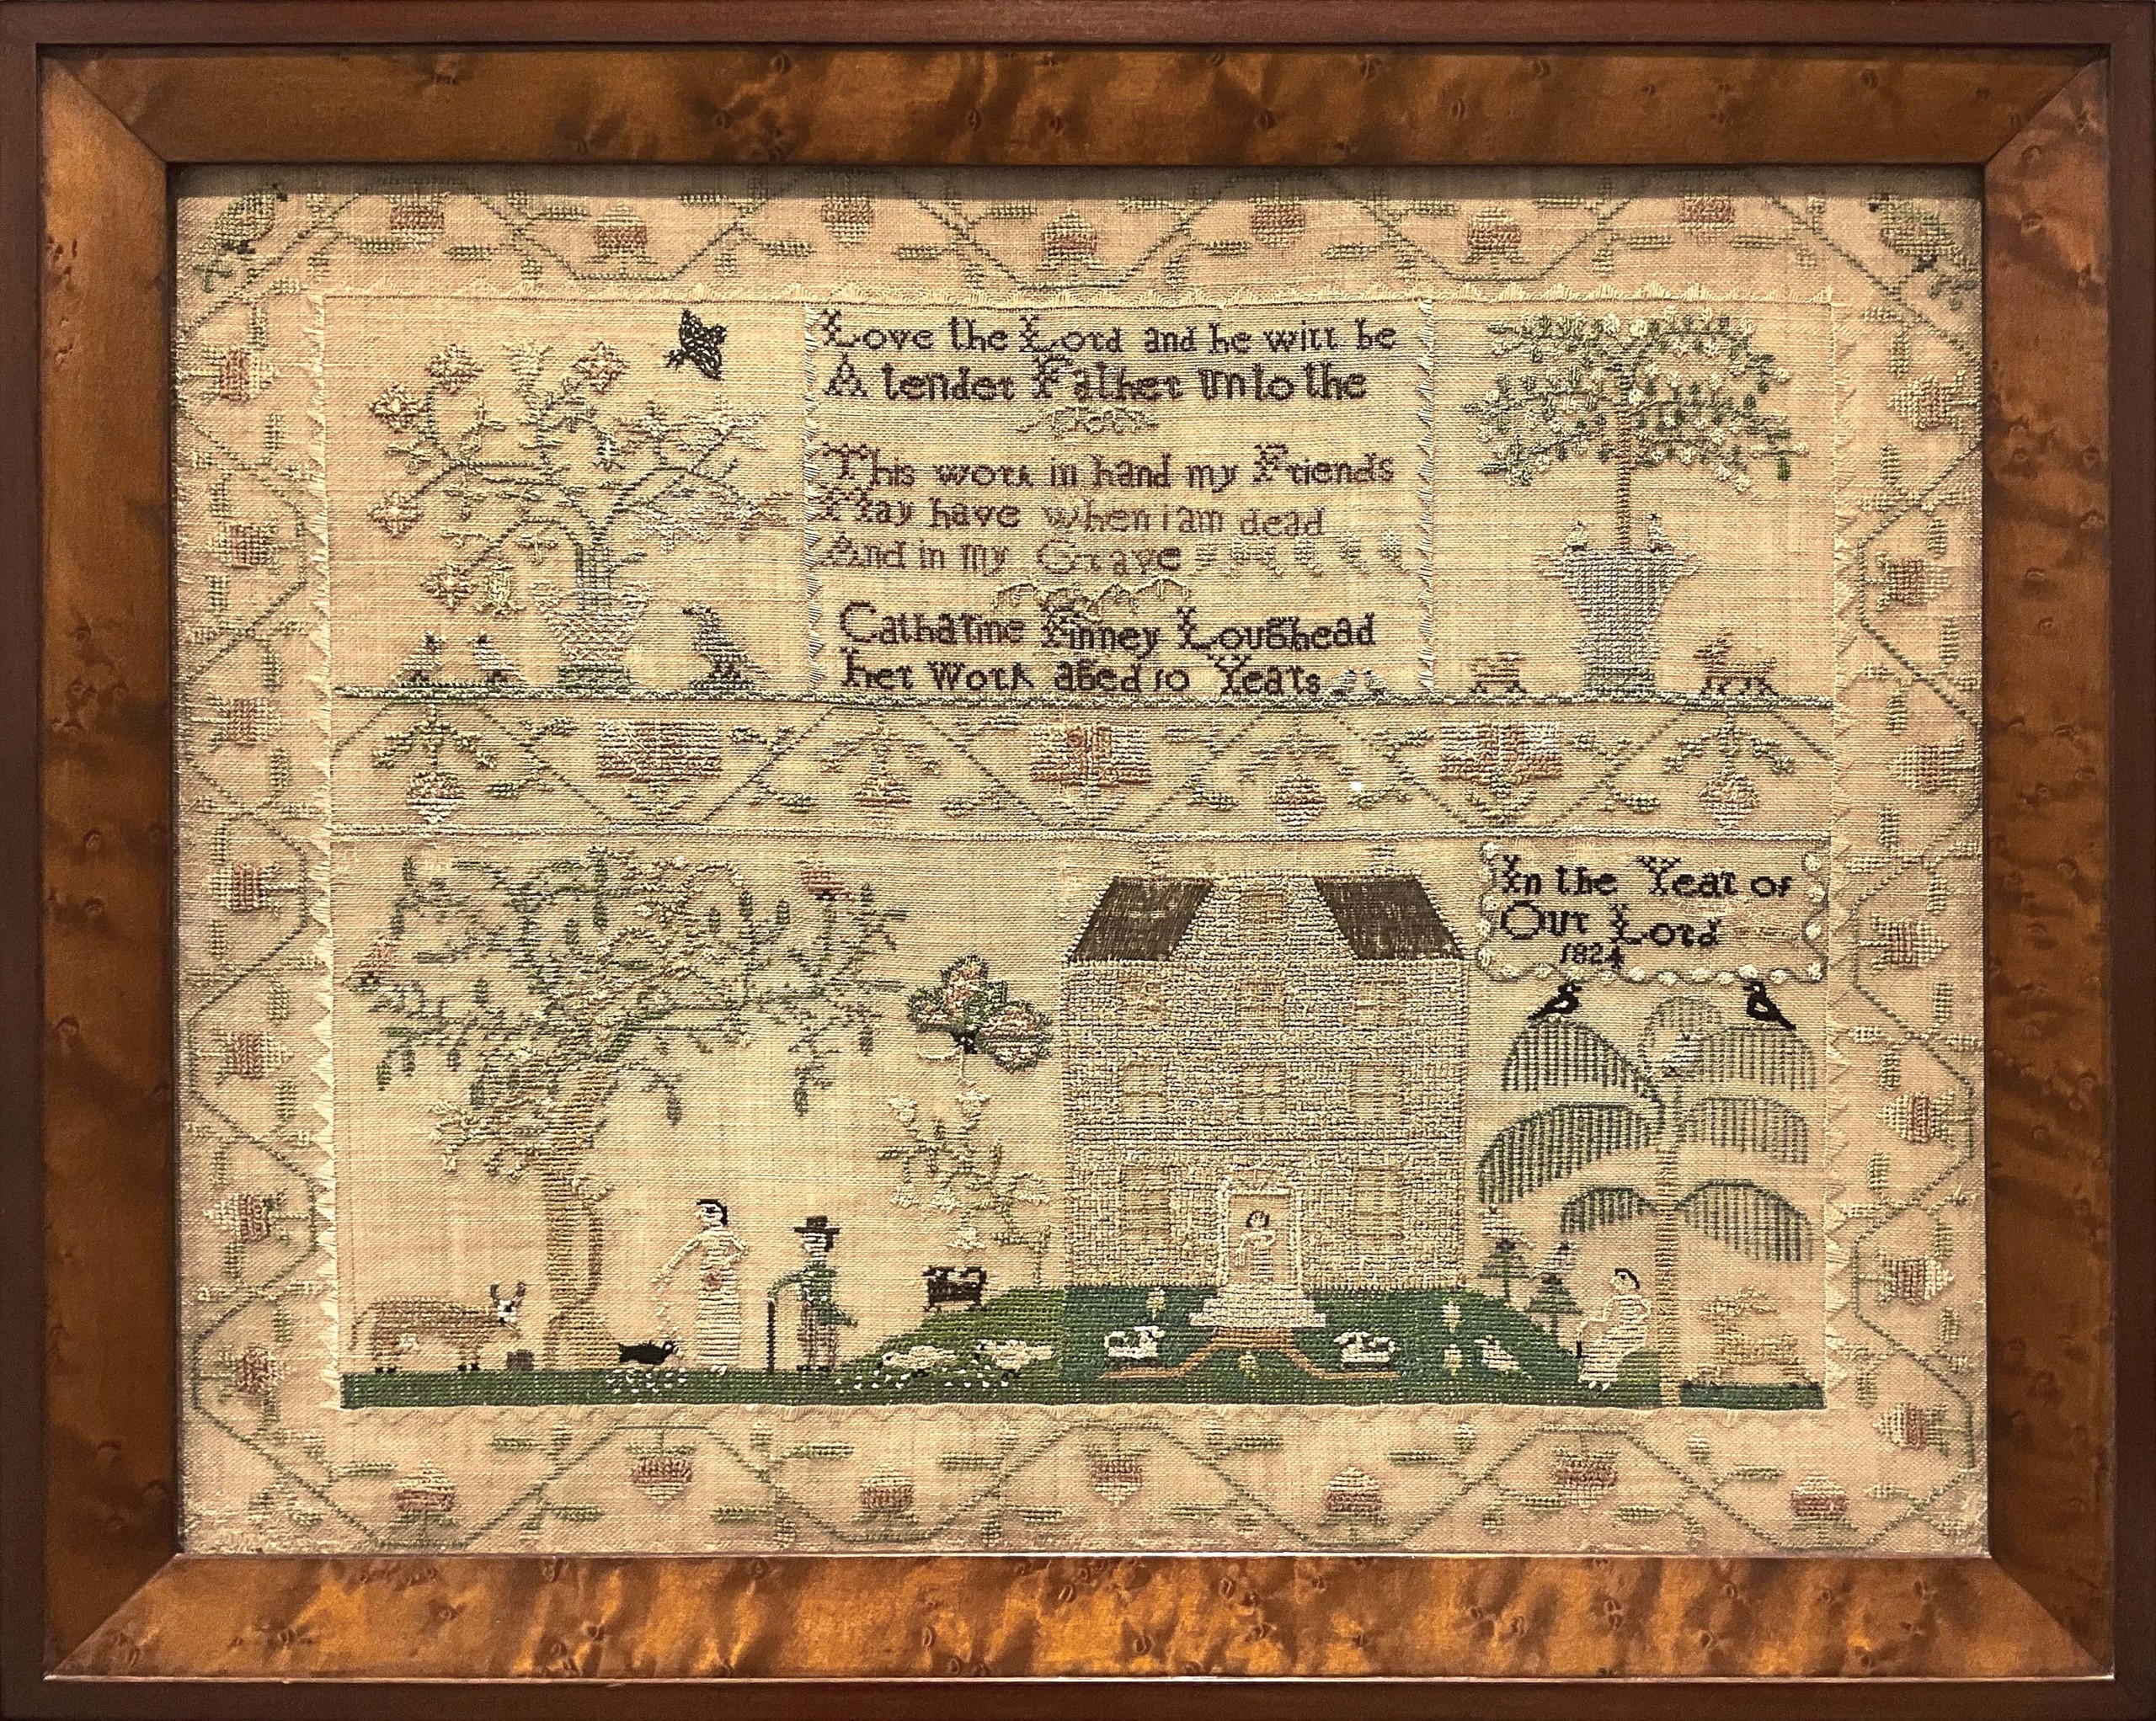 Love the Lord and he will be
A tender Father unto the
This work in hand my Friends
May have when i am dead
And in my Grave
Catharine Finney Loughead
her Work aged 10 Years
In the Year of
Our Lord
1824